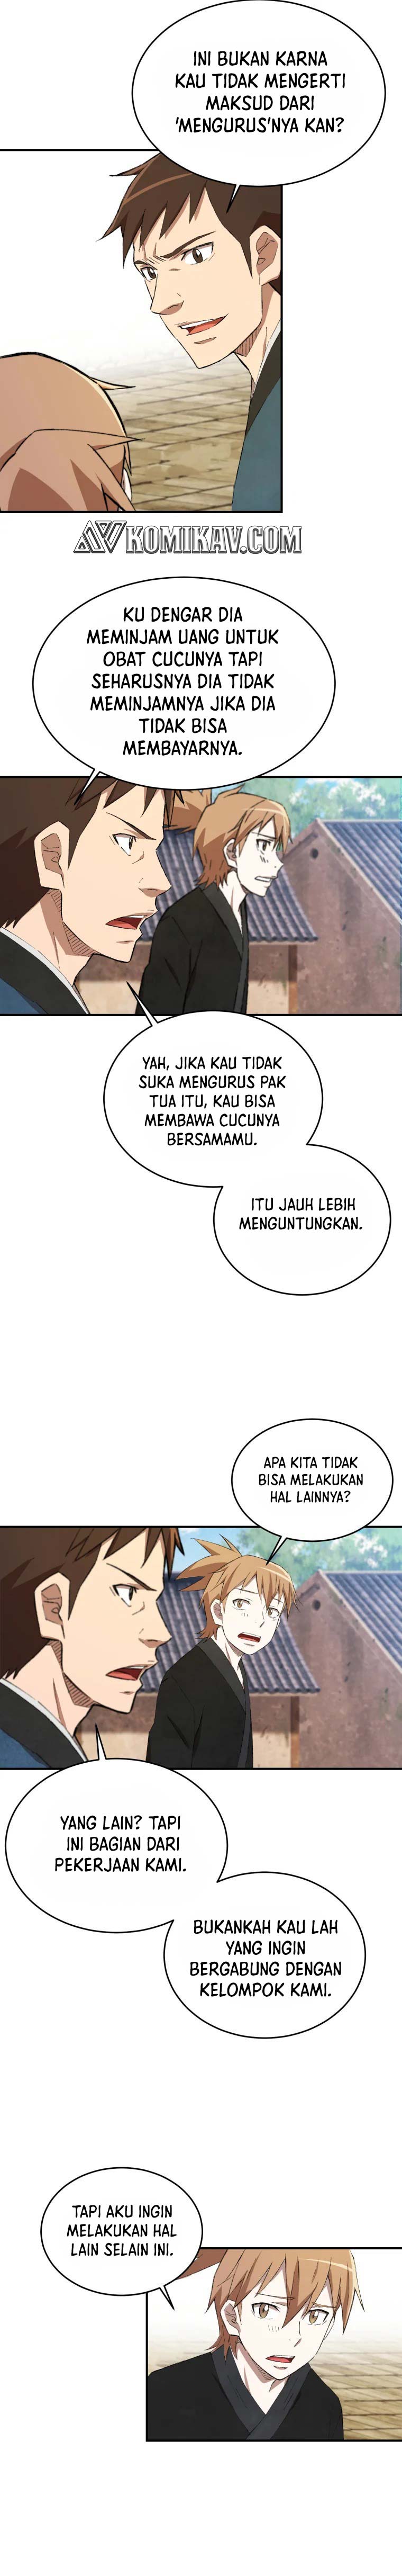 INI BUKAN KARNA
KAU TIDAK MENGERTI
MAKSUD DARI
'MENGURUS'NYA KAN?
KOMIKAV.COM
KU DENGAR DIA
MEMINJAM UANG UNTUK
OBAT CUCUNYA TAPI
SEHARUSNYA DIA TIDAK
MEMINJAMNYA JIKA DIA
TIDAK BISA
MEMBAYARNYA.
YAH, JIKA KAU TIDAK
SUKA MENGURUS PAK
TUA ITU, KAU BISA
MEMBAWA CUCUNYA
BERSAMAMU.
ITU JAUH LEBIH
MENGUNTUNGKAN.
APA KITA TIDAK
BISA MELAKUKAN
HAL LAINNYA?
YANG LAIN? TAPI
INI BAGIAN DARI
PEKERJAAN KAMI.
BUKANKAH KAU LAH
YANG INGIN
BERGABUNG DENGAN
KELOMPOK KAMI.
TAPI AKU INGIN
MELAKUKAN HAL
LAIN SELAIN INI.